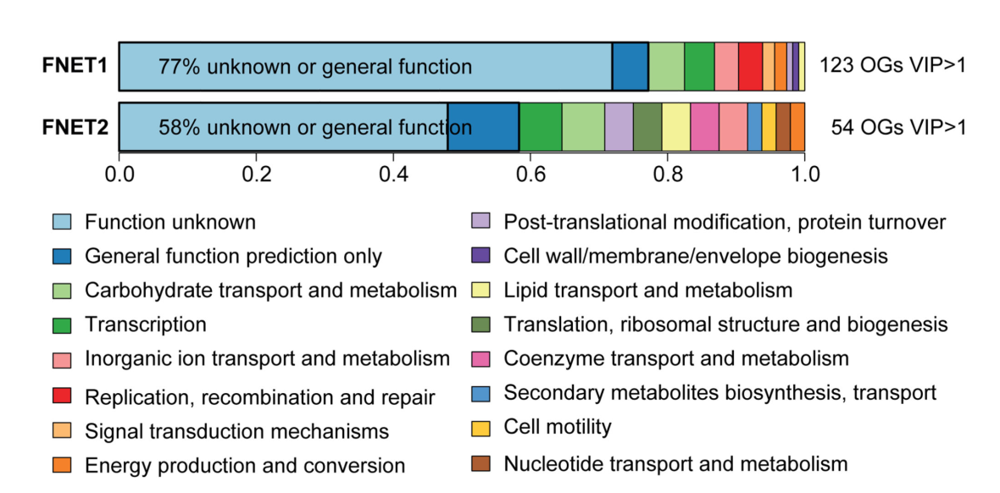 FNET1 77% unknown or general function 123 OGs VIP>1
FNET2 58% unknown or general function 54 OGs VIP>1
0.0 0.2 0.4 0.6 0.8 1.0
Function unknown
General function prediction only
Carbohydrate transport and metabolism
Transcription
Inorganic ion transport and metabolism
Replication, recombination and repair
Signal transduction mechanisms
Energy production and conversion
Post-translational modification, protein turnover
Cell wall/membrane/envelope biogenesis
Lipid transport and metabolism
Translation, ribosomal structure and biogenesis
Coenzyme transport and metabolism
Secondary metabolites biosynthesis, transport
Cell motility
Nucleotide transport and metabolism